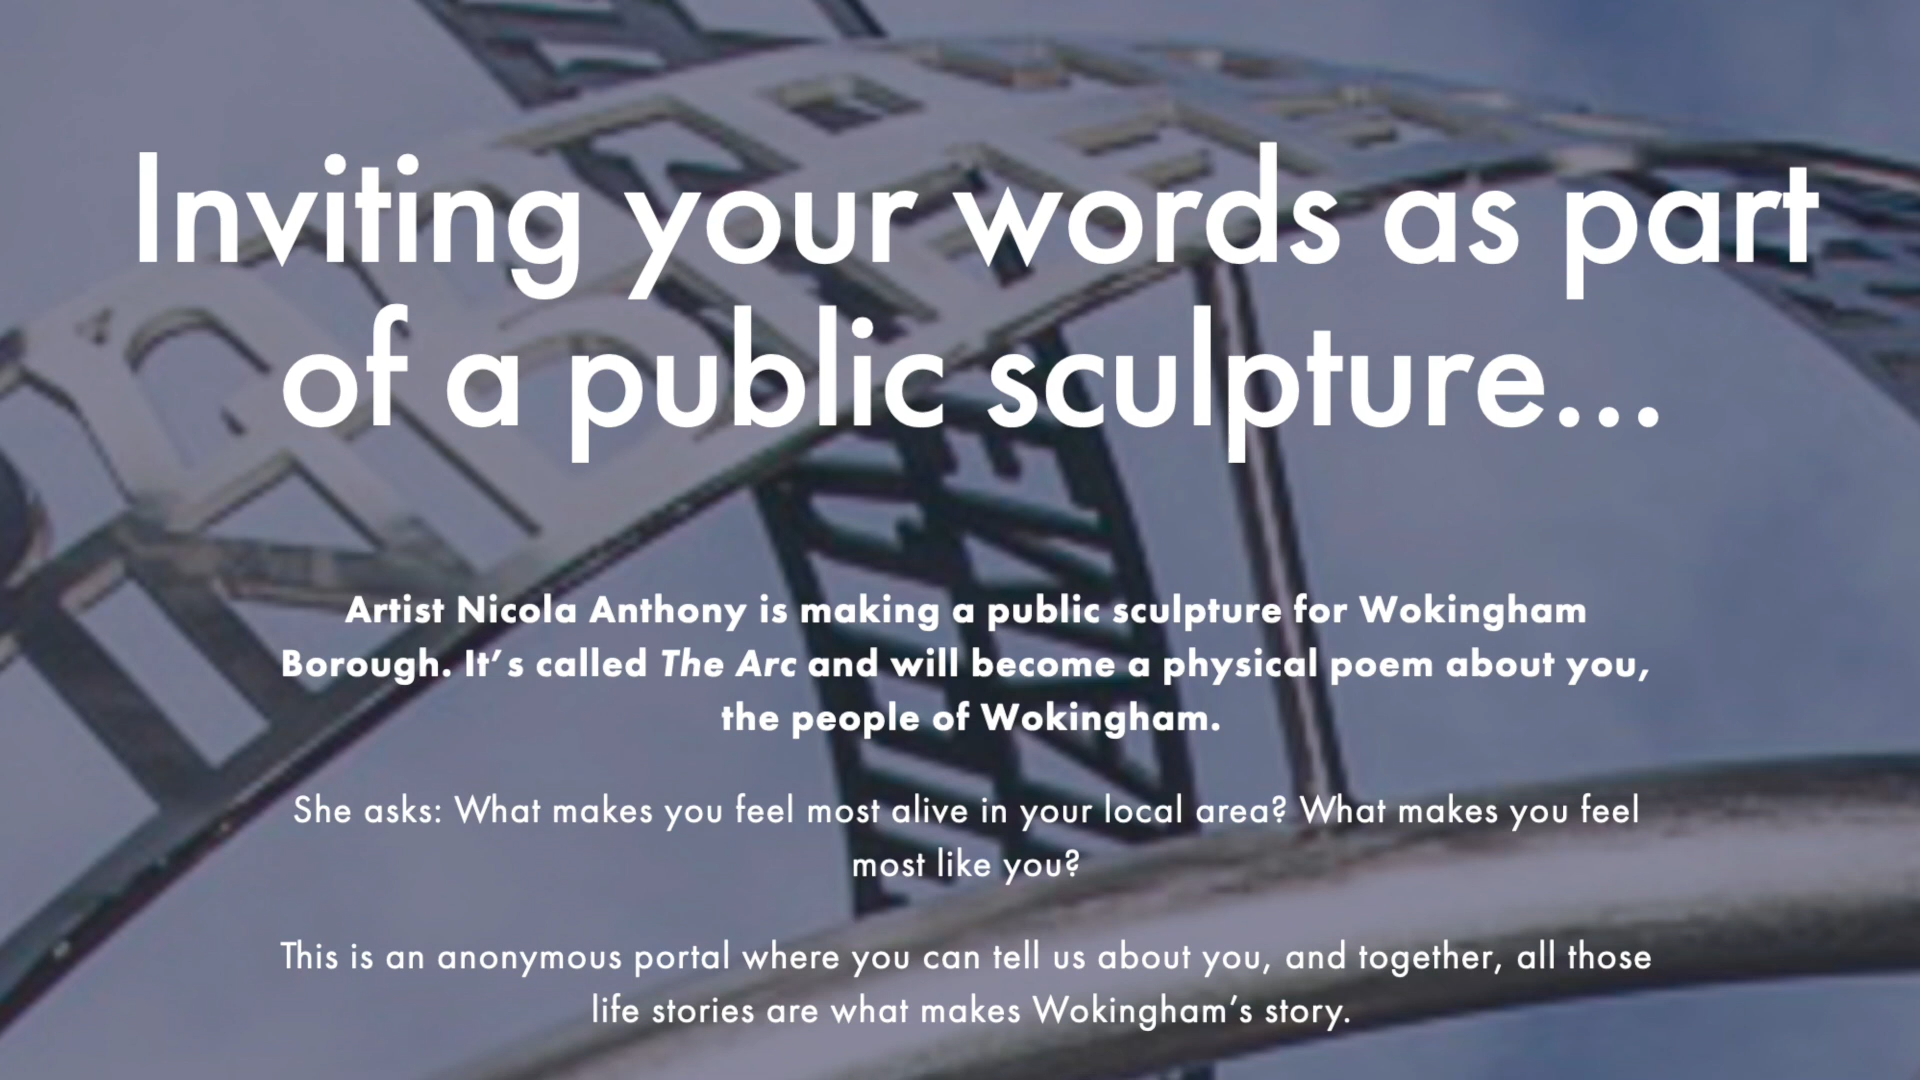 Inviting your words as part
of a public sculpture...
Artist Nicola Anthony is making a public sculpture for Wokingham
Borough. It’s called The Arc and will become a physical poem about you,
the people of Wokingham.
She asks: What makes you feel most alive in your local area? What makes you feel
most like you?
This is an anonymous portal where you can tell us about you, and together, all those
life stories are what makes Wokingham’s story.